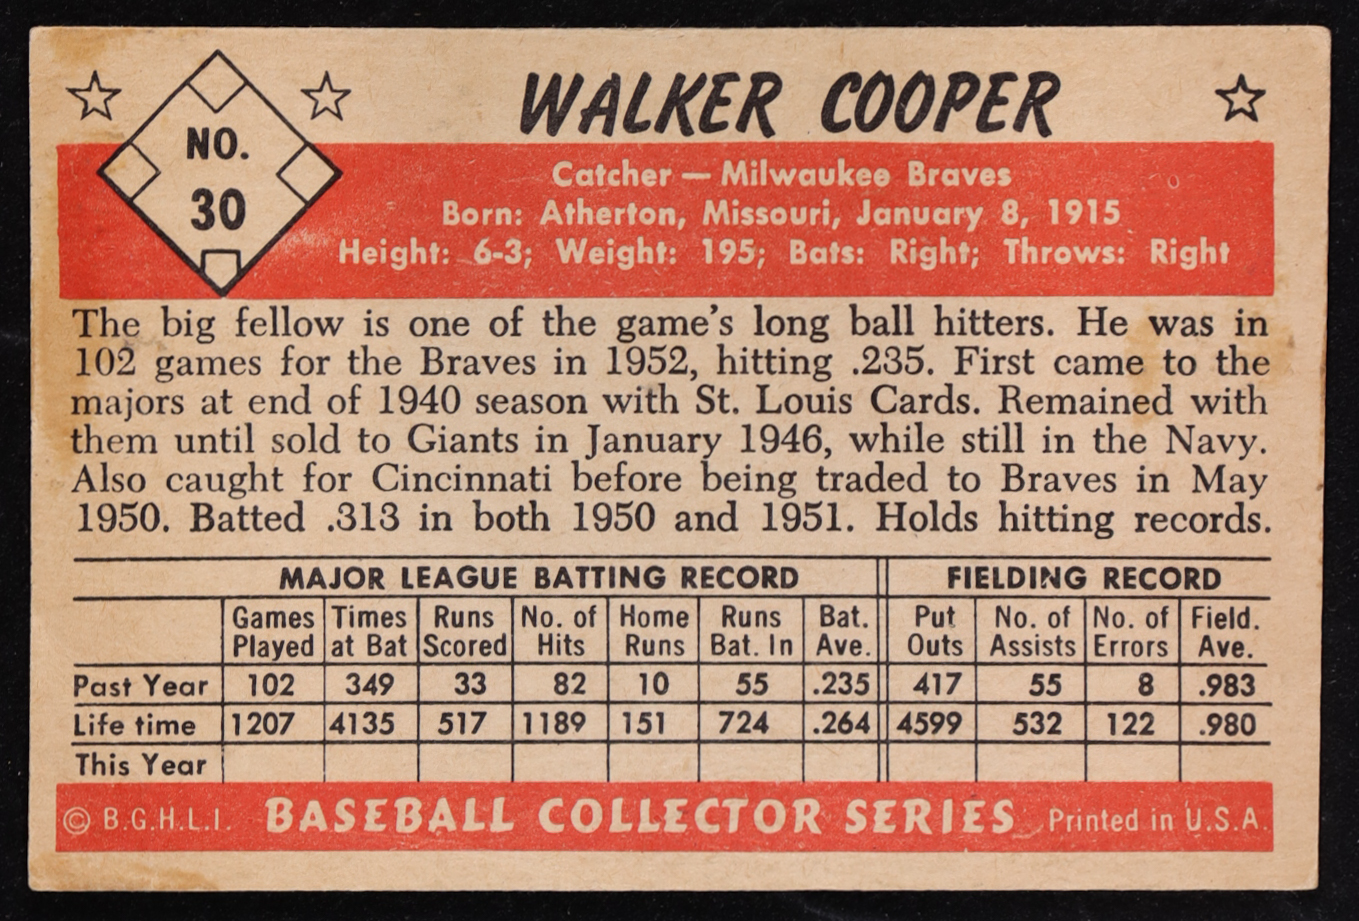 WALKER COOPER
NO.
30
Catcher — Milwaukee Braves
Born: Atherton, Missouri, January 8, 1915
Height: 6-3; Weight: 195; Bats: Right; Throws: Right
The big fellow is one of the game's long ball hitters. He was in
102 games for the Braves in 1952, hitting .235. First came to the
majors at end of 1940 season with St. Louis Cards. Remained with
them until sold to Giants in January 1946, while still in the Navy.
Also caught for Cincinnati before being traded to Braves in May
1950. Batted .313 in both 1950 and 1951. Holds hitting records.
MAJOR LEAGUE BATTING RECORD FIELDING RECORD
Games Times Runs No. of Home Runs Bat. Put No. of No. of Field.
Played at Bat Scored Hits Runs Bat. In Ave. Outs Assists Errors Ave.
Past Year 102 349 33 82 10 55 .235 417 55 8 .983
Life time 1207 4135 517 1189 151 724 .264 4599 532 122 .980
This Year
© B.G.H.L.I. BASEBALL COLLECTOR SERIES Printed in U.S.A.